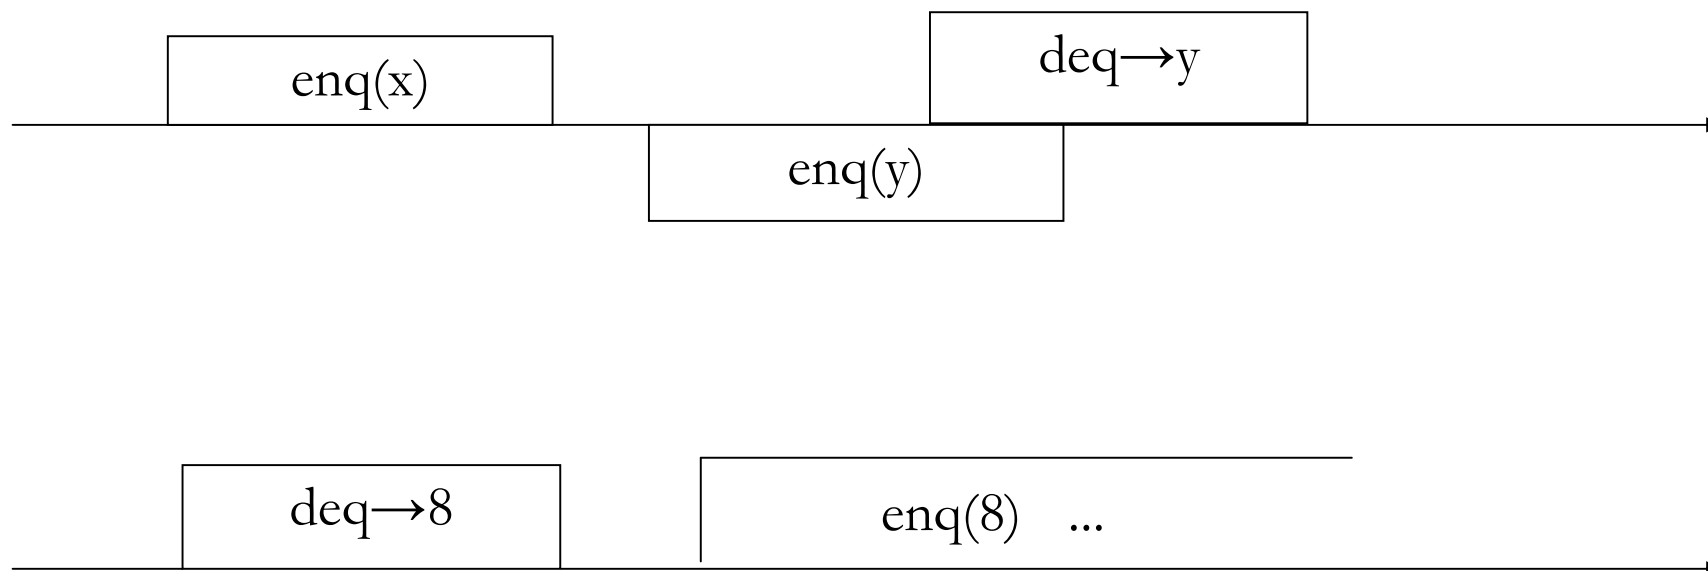 deq→y
enq(x)
enq(y)
deq→8
enq(8) ...